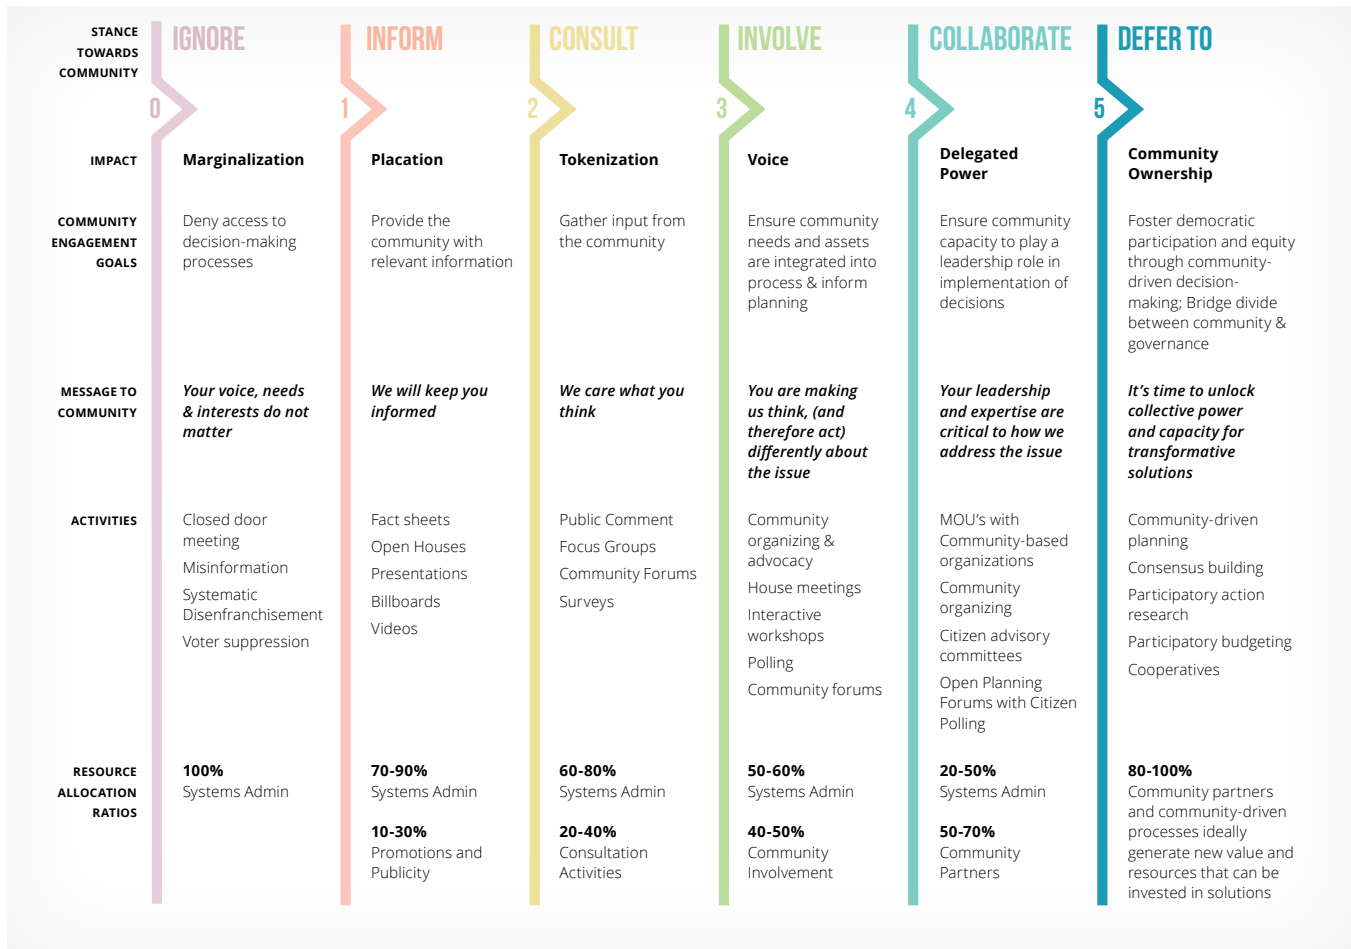 STANCE
TOWARDS
COMMUNITY
IGNORE
INFORM
CONSULT
INVOLVE
COLLABORATE
DEFER TO
0
1
2
3
4
5
IMPACT
Marginalization
Placation
Tokenization
Voice
Delegated
Power
Community
Ownership
COMMUNITY
ENGAGEMENT
GOALS
Deny access to
decision-making
processes
Provide the
community with
relevant information
Gather input from
the community
Ensure community
needs and assets
are integrated into
process & inform
planning
Ensure community
capacity to play a
leadership role in
implementation of
decisions
Foster democratic
participation and equity
through community-
driven decision-
making; Bridge divide
between community &
governance
MESSAGE TO
COMMUNITY
Your voice, needs
& interests do not
matter
We will keep you
informed
We care what you
think
You are making
us think, (and
therefore act)
differently about
the issue
Your leadership
and expertise are
critical to how we
address the issue
It's time to unlock
collective power
and capacity for
transformative
solutions
ACTIVITIES
Closed door
meeting
Misinformation
Systematic
Disenfranchisement
Voter suppression
Fact sheets
Open Houses
Presentations
Billboards
Videos
Public Comment
Focus Groups
Community Forums
Surveys
Community
organizing &
advocacy
House meetings
Interactive
workshops
Polling
Community forums
MOU's with
Community-based
organizations
Community
organizing
Citizen advisory
committees
Open Planning
Forums with Citizen
Polling
Community-driven
planning
Consensus building
Participatory action
research
Participatory budgeting
Cooperatives
RESOURCE
ALLOCATION
RATIOS
100%
Systems Admin
70-90%
Systems Admin
10-30%
Promotions and
Publicity
60-80%
Systems Admin
20-40%
Consultation
Activities
50-60%
Systems Admin
40-50%
Community
Involvement
20-50%
Systems Admin
50-70%
Community
Partners
80-100%
Community partners
and community-driven
processes ideally
generate new value and
resources that can be
invested in solutions